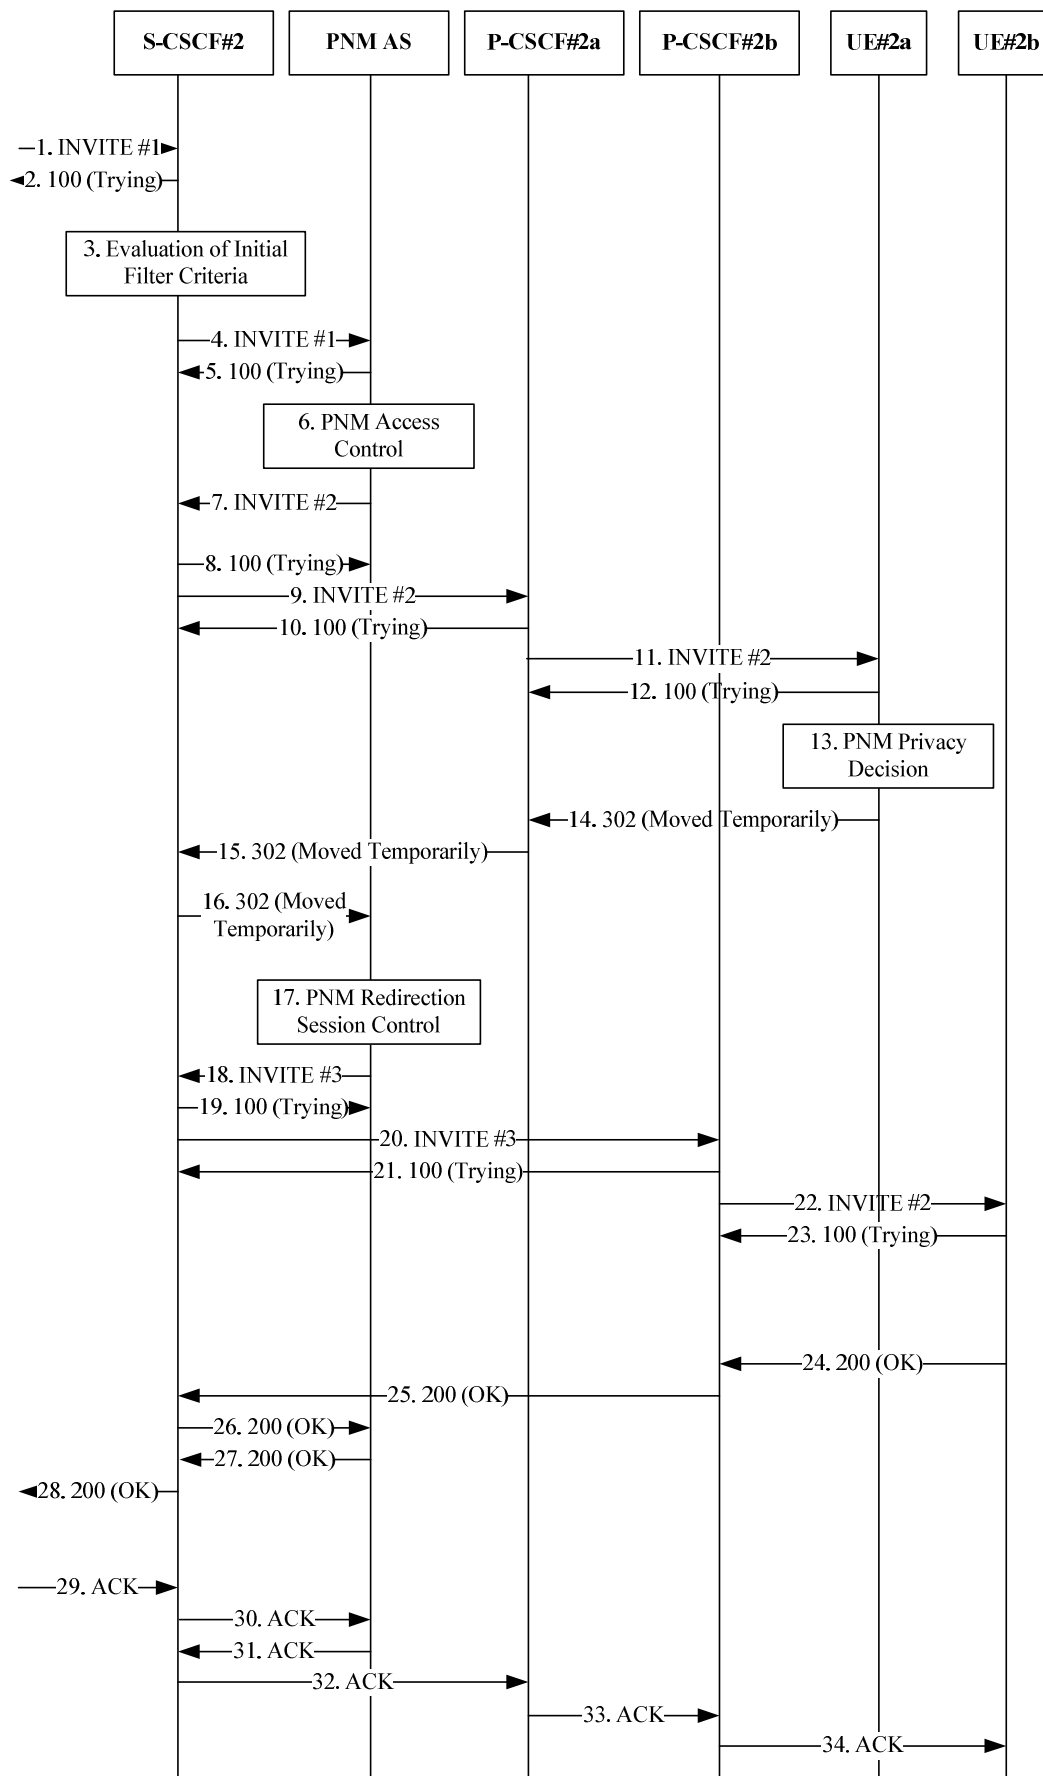 S-CSCF#2
PNM AS
P-CSCF#2a
P-CSCF#2b
UE#2a
UE#2b
1. INVITE #1
2. 100 (Trying)
3. Evaluation of Initial
Filter Criteria
4. INVITE #1
5. 100 (Trying)
6. PNM Access
Control
7. INVITE #2
8. 100 (Trying)
9. INVITE #2
10. 100 (Trying)
11. INVITE #2
12. 100 (Trying)
13. PNM Privacy
Decision
14. 302 (Moved Temporarily)
15. 302 (Moved Temporarily)
16. 302 (Moved
Temporarily)
17. PNM Redirection
Session Control
18. INVITE #3
19. 100 (Trying)
20. INVITE #3
21. 100 (Trying)
22. INVITE #2
23. 100 (Trying)
24. 200 (OK)
25. 200 (OK)
26. 200 (OK)
27. 200 (OK)
28. 200 (OK)
29. ACK
30. ACK
31. ACK
32. ACK
33. ACK
34. ACK